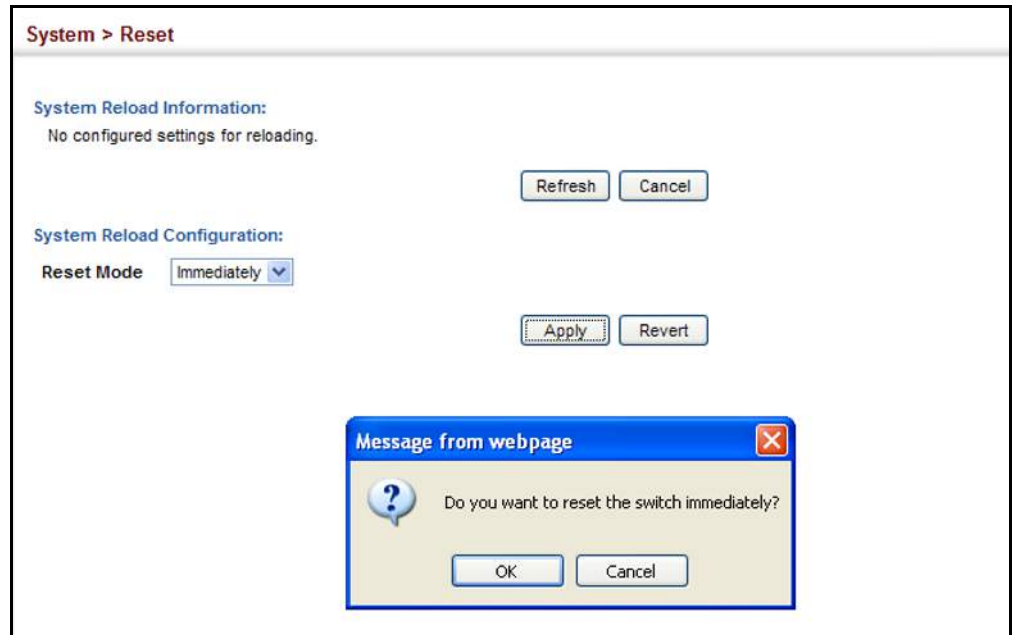 System > Reset
System Reload Information:
No configured settings for reloading.
Refresh Cancel
System Reload Configuration:
Reset Mode Immediately
Apply Revert
Message from webpage
?
Do you want to reset the switch immediately?
OK Cancel